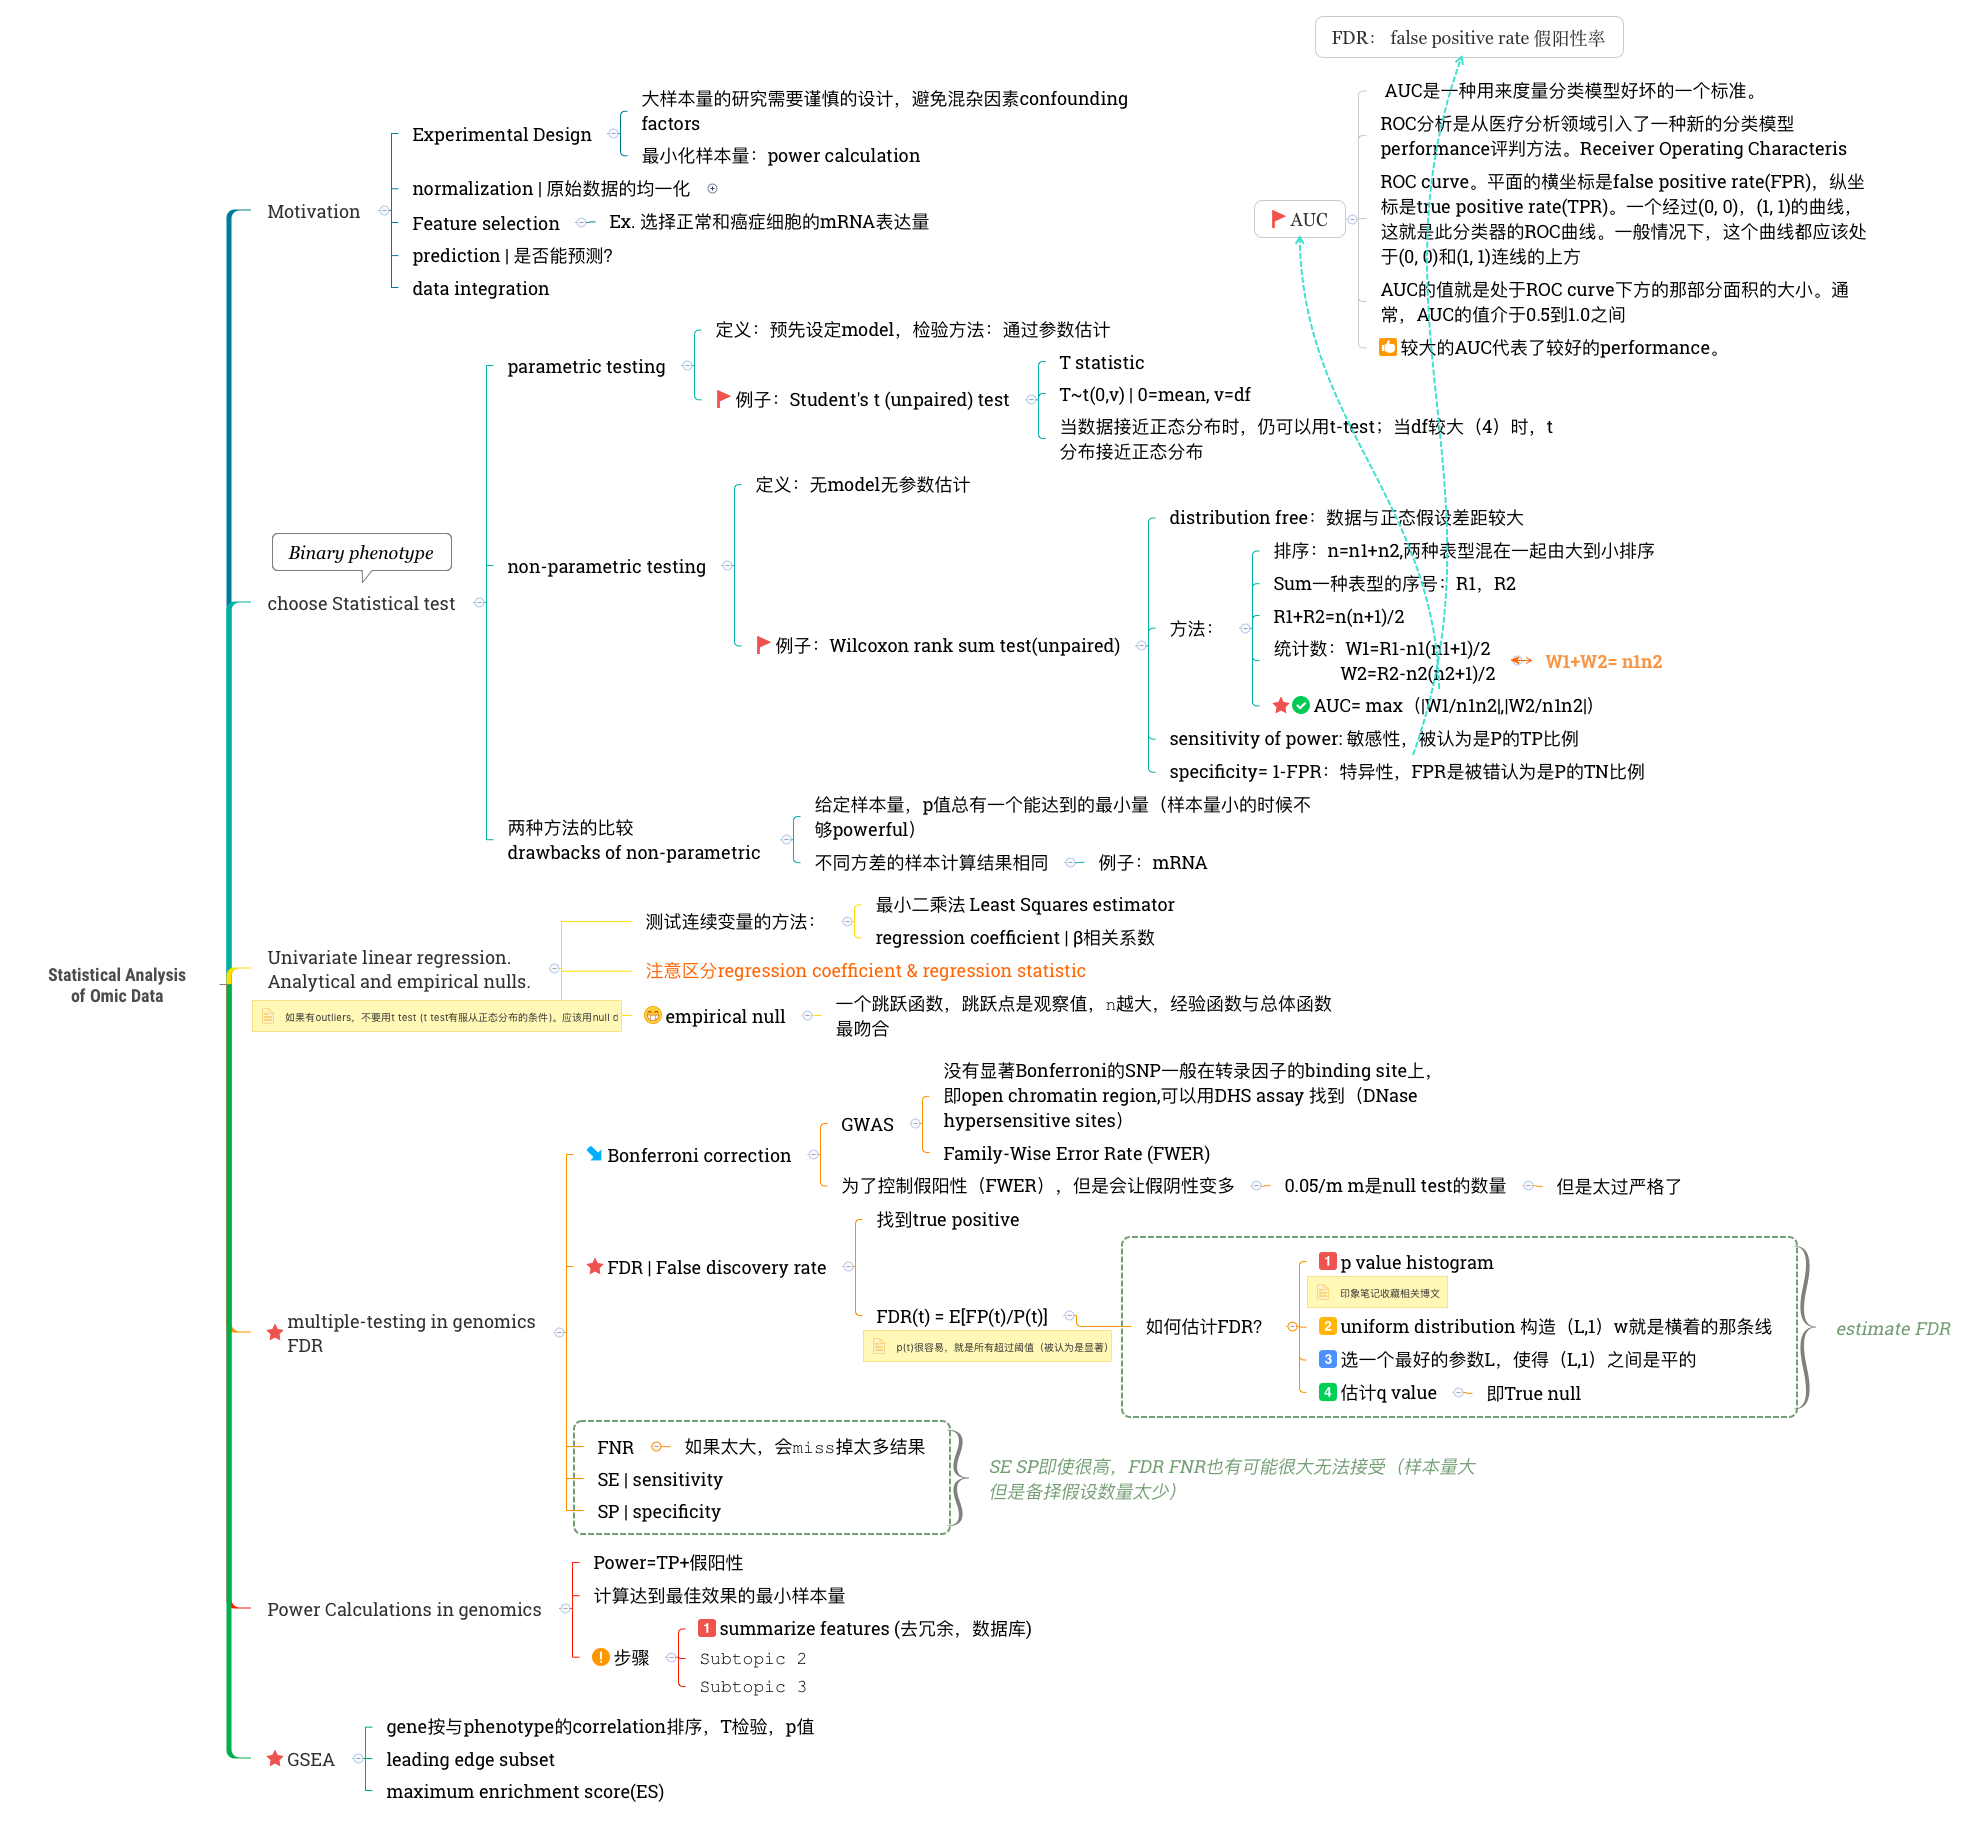 FDR： false positive rate 假阳性率
AUC
AUC是一种用来度量分类模型好坏的一个标准。
ROC分析是从医疗分析领域引入了一种新的分类模型
performance评判方法。Receiver Operating Characteris
ROC curve。平面的横坐标是false positive rate(FPR)，纵坐
标是true positive rate(TPR)。一个经过(0, 0)，(1, 1)的曲线，
这就是此分类器的ROC曲线。一般情况下，这个曲线都应该处
于(0, 0)和(1, 1)连线的上方
AUC的值就是处于ROC curve下方的那部分面积的大小。通
常，AUC的值介于0.5到1.0之间
较大的AUC代表了较好的performance。
Statistical Analysis
of Omic Data
Motivation
Experimental Design
大样本量的研究需要谨慎的设计，避免混杂因素confounding
factors
最小化样本量：power calculation
normalization | 原始数据的均一化
Feature selection
Ex. 选择正常和癌症细胞的mRNA表达量
prediction | 是否能预测?
data integration
Binary phenotype
choose Statistical test
parametric testing
定义：预先设定model，检验方法：通过参数估计
例子：Student's t (unpaired) test
T statistic
T~t(0,v) | 0=mean, v=df
当数据接近正态分布时，仍可以用t-test；当df较大（4）时，t
分布接近正态分布
non-parametric testing
定义：无model无参数估计
例子：Wilcoxon rank sum test(unpaired)
distribution free：数据与正态假设差距较大
方法：
排序：n=n1+n2,两种表型混在一起由大到小排序
Sum一种表型的序号：R1，R2
R1+R2=n(n+1)/2
统计数：W1=R1-n1(n1+1)/2
W2=R2-n2(n2+1)/2
W1+W2= n1n2
AUC= max（|W1/n1n2|,|W2/n1n2|）
sensitivity of power: 敏感性，被认为是P的TP比例
specificity= 1-FPR：特异性，FPR是被错认为是P的TN比例
两种方法的比较
drawbacks of non-parametric
给定样本量，p值总有一个能达到的最小量（样本量小的时候不
够powerful）
不同方差的样本计算结果相同
例子：mRNA
Univariate linear regression.
Analytical and empirical nulls.
如果有outliers，不要用t test (t test有服从正态分布的条件)。应该用null d
测试连续变量的方法：
最小二乘法 Least Squares estimator
regression coefficient | β相关系数
注意区分regression coefficient & regression statistic
empirical null
一个跳跃函数，跳跃点是观察值，n越大，经验函数与总体函数
最吻合
multiple-testing in genomics
FDR
Bonferroni correction
GWAS
没有显著Bonferroni的SNP一般在转录因子的binding site上，
即open chromatin region,可以用DHS assay 找到（DNase
hypersensitive sites）
Family-Wise Error Rate (FWER)
为了控制假阳性（FWER），但是会让假阴性变多
0.05/m m是null test的数量
但是太过严格了
FDR | False discovery rate
找到true positive
FDR(t) = E[FP(t)/P(t)]
p(t)很容易，就是所有超过阈值（被认为是显著）
如何估计FDR?
1 p value histogram
印象笔记收藏相关博文
2 uniform distribution 构造（L,1）w就是横着的那条线
3 选一个最好的参数L，使得（L,1）之间是平的
4 估计q value
即True null
estimate FDR
FNR
如果太大，会miss掉太多结果
SE | sensitivity
SP | specificity
SE SP即使很高，FDR FNR也有可能很大无法接受（样本量大
但是备择假设数量太少）
Power Calculations in genomics
Power=TP+假阳性
计算达到最佳效果的最小样本量
步骤
1 summarize features (去冗余，数据库)
Subtopic 2
Subtopic 3
GSEA
gene按与phenotype的correlation排序，T检验，p值
leading edge subset
maximum enrichment score(ES)